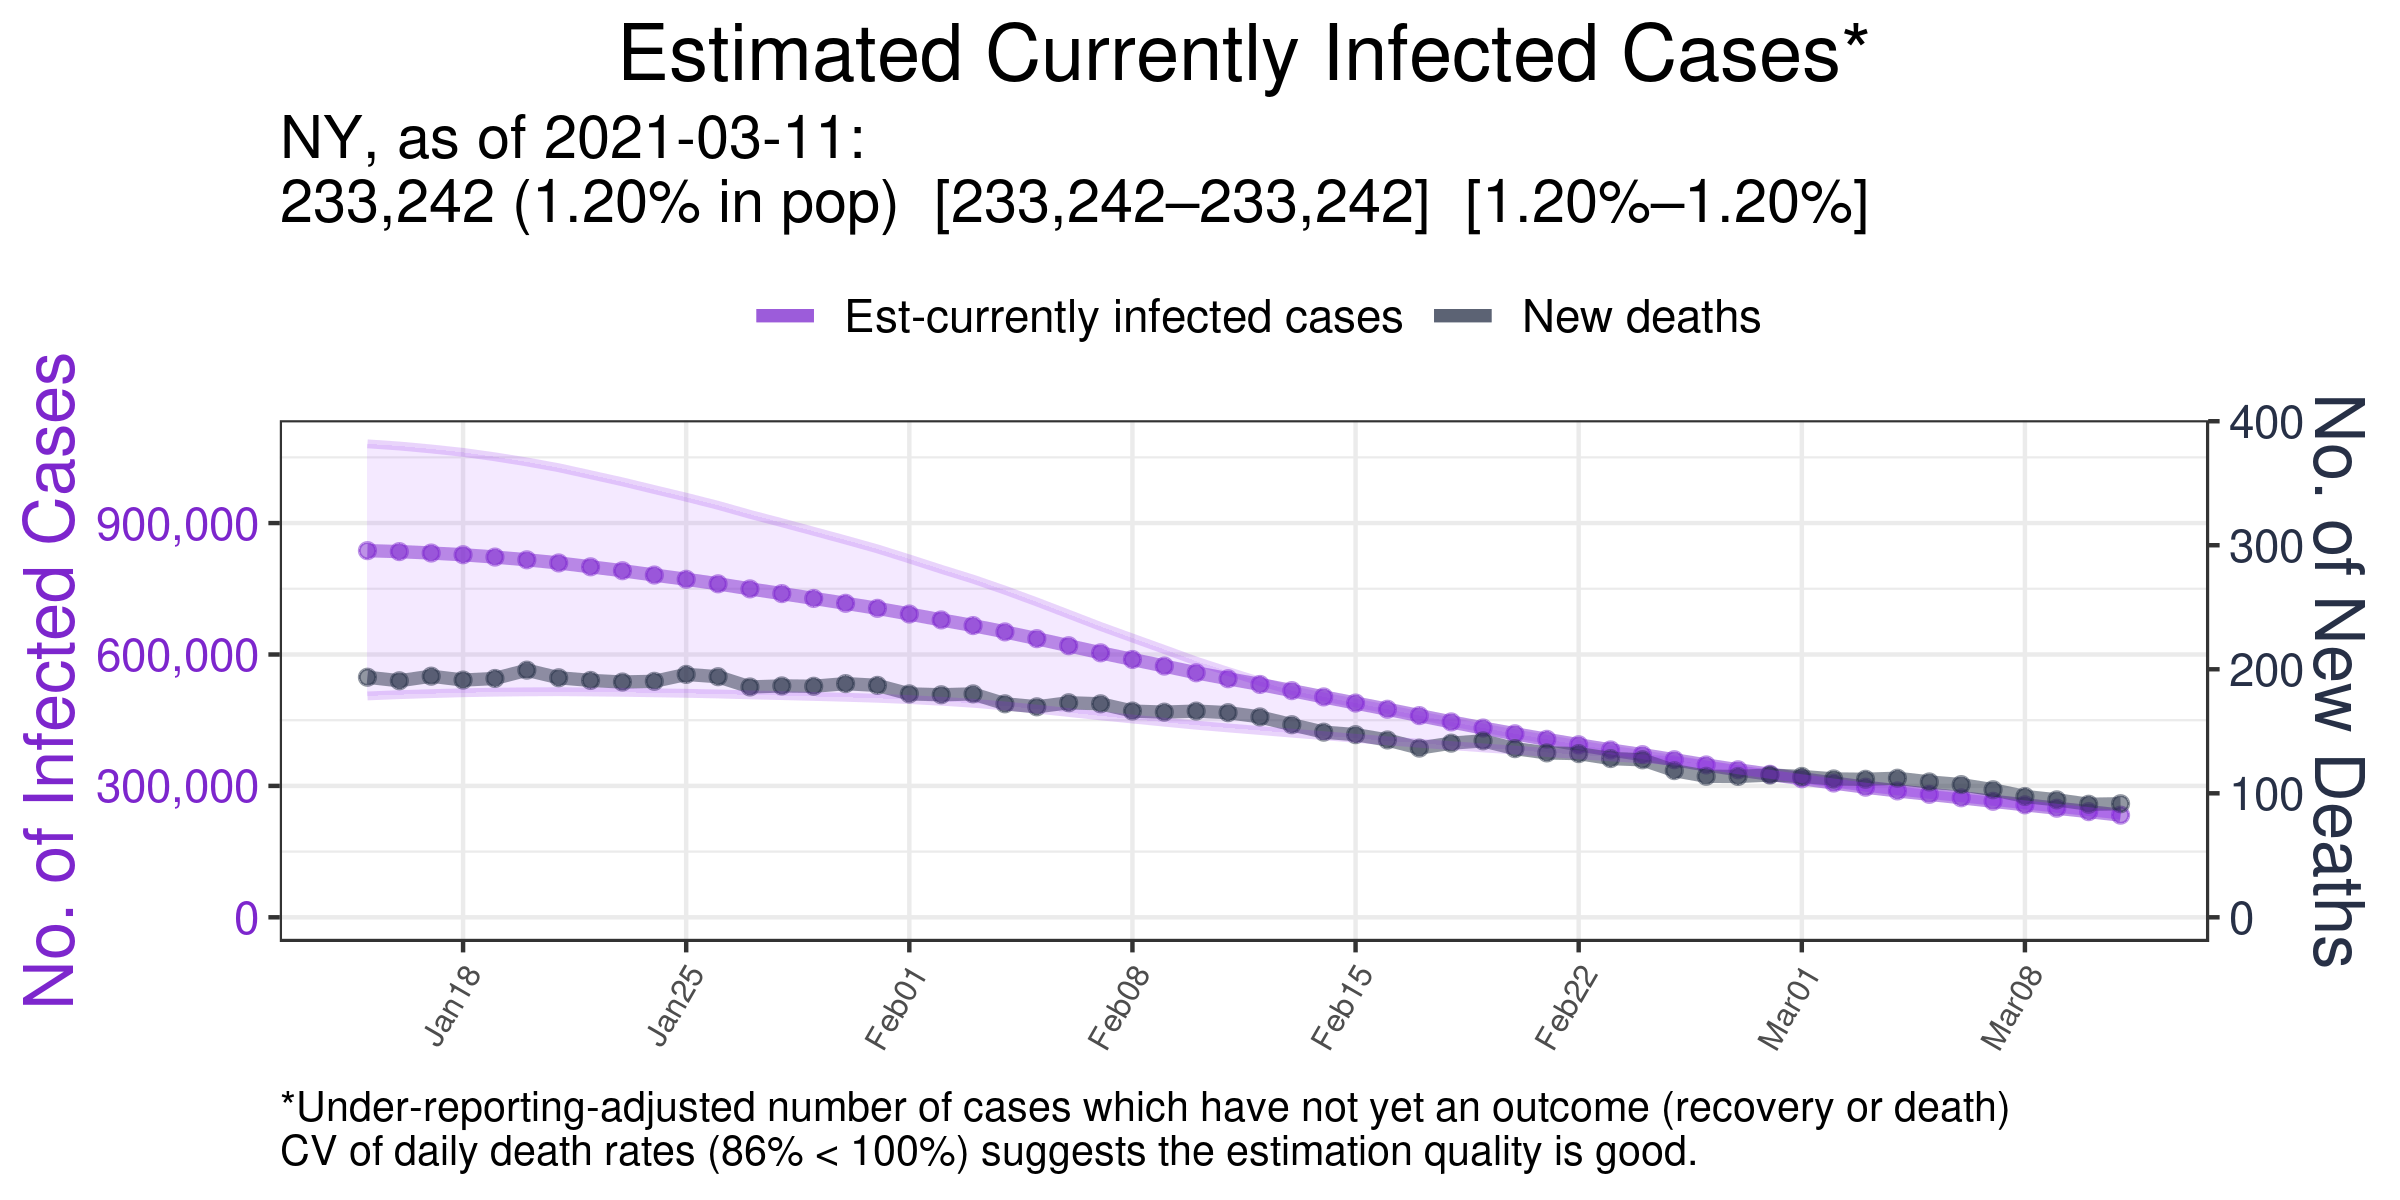 Estimated Currently Infected Cases*
NY, as of 2021-03-11:
233,242 (1.20% in pop) [233,242–233,242] [1.20%–1.20%]
Est-currently infected cases New deaths
No. of Infected Cases
900,000
600,000
300,000
0
400
300
200
100
0
No. of New Deaths
Jan18 Jan25 Feb01 Feb08 Feb15 Feb22 Mar01 Mar08
*Under-reporting-adjusted number of cases which have not yet an outcome (recovery or death)
CV of daily death rates (86% < 100%) suggests the estimation quality is good.